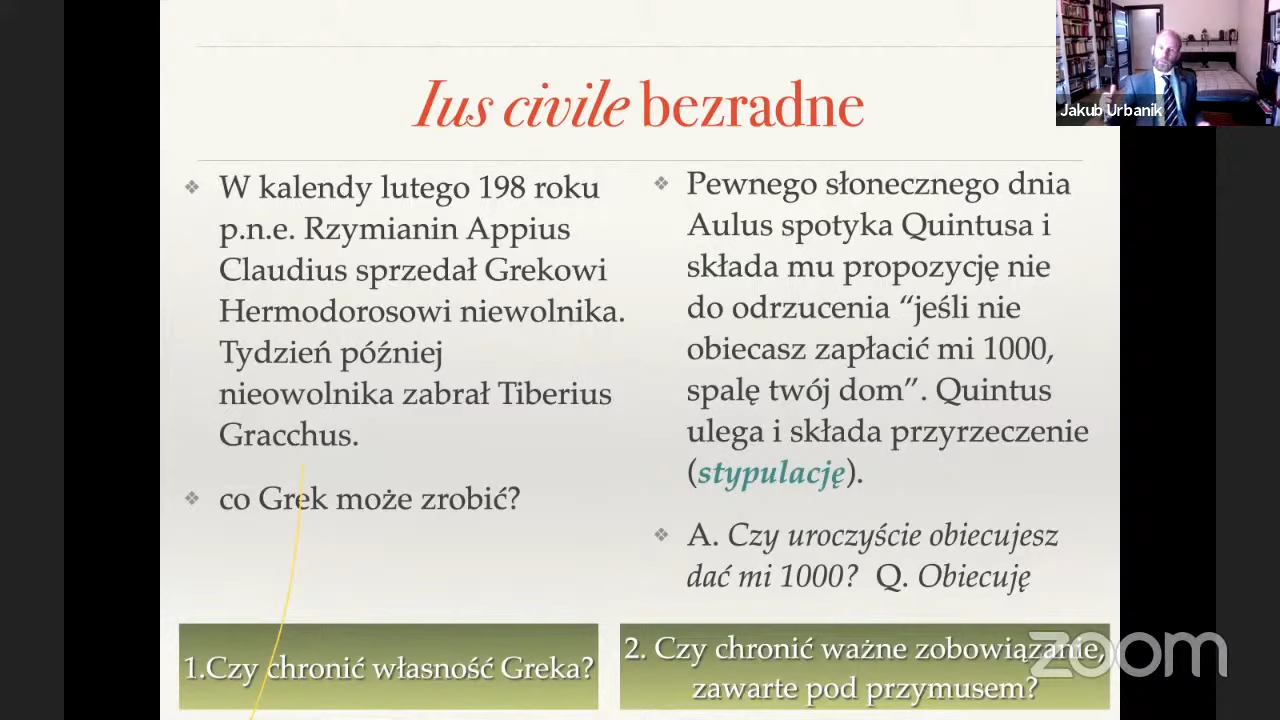 Ius civile bezradne
W kalendy lutego 198 roku
p.n.e. Rzymianin Appius
Claudius sprzedał Grekowi
Hermodorosowi niewolnika.
Tydzień później
nieowolnika zabrał Tiberius
Gracchus.
co Grek może zrobić?
Pewnego słonecznego dnia
Aulus spotyka Quintusa i
składa mu propozycję nie
do odrzucenia “jeśli nie
obiecasz zapłacić mi 1000,
spalę twój dom”. Quintus
ulega i składa przyrzeczenie
(stypulację).
A. Czy uroczyście obiecujesz
dać mi 1000? Q. Obiecuję
1.Czy chronić własność Greka?
2. Czy chronić ważne zobowiązanie,
zawarte pod przymusem?
Jakub Urbanik
zoom